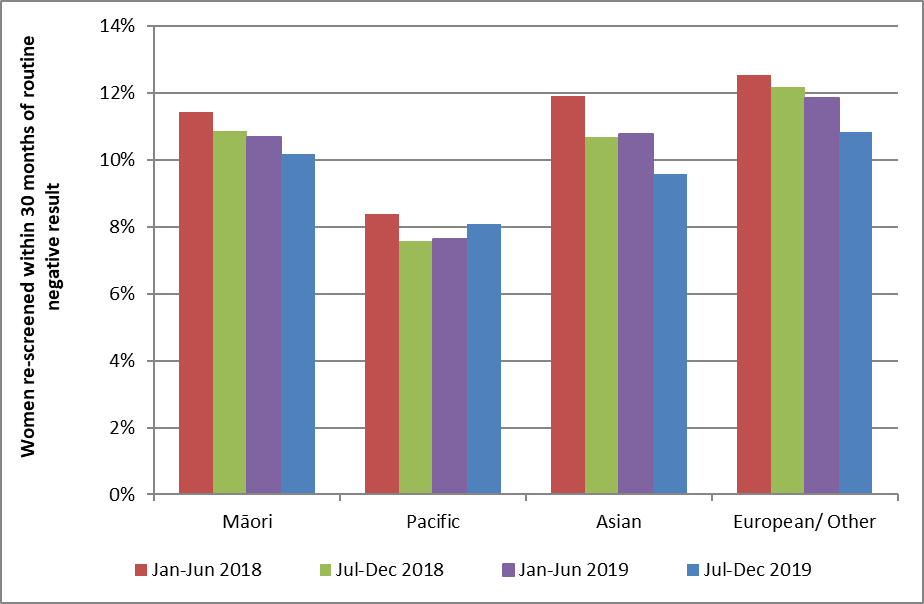 Women re-screened within 30 months of routine
negative result
14%
12%
10%
8%
6%
4%
2%
0%
Māori Pacific Asian European/ Other
Jan-Jun 2018 Jul-Dec 2018 Jan-Jun 2019 Jul-Dec 2019